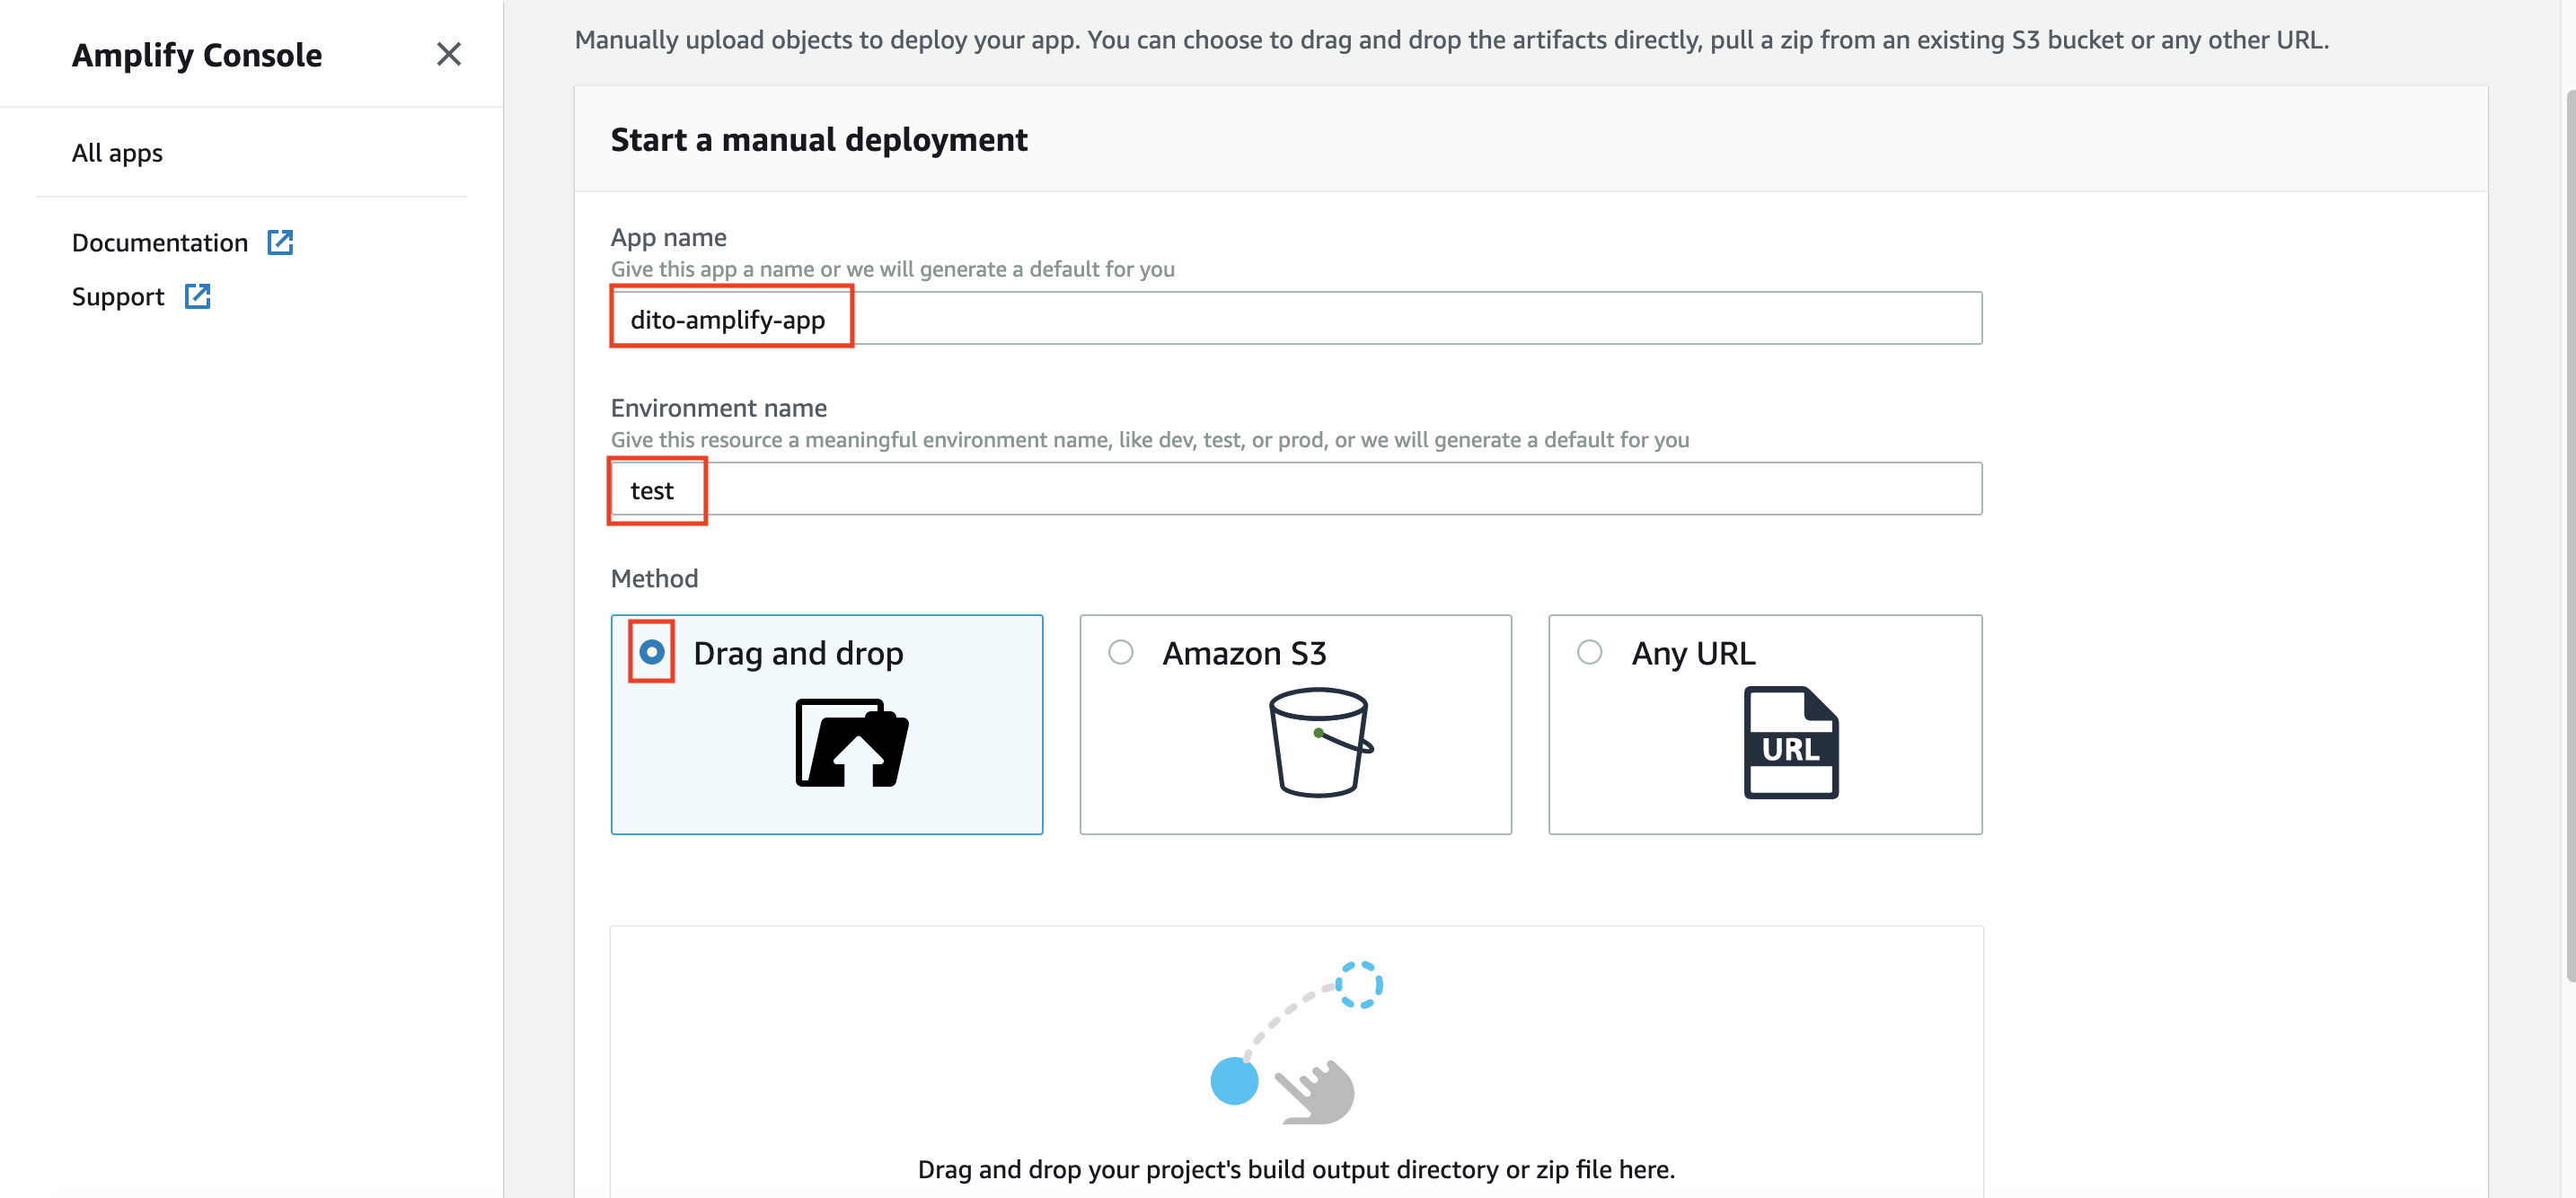 Amplify Console
All apps
Documentation
Support
Manually upload objects to deploy your app. You can choose to drag and drop the artifacts directly, pull a zip from an existing S3 bucket or any other URL.
Start a manual deployment
App name
Give this app a name or we will generate a default for you
dito-amplify-app
Environment name
Give this resource a meaningful environment name, like dev, test, or prod, or we will generate a default for you
test
Method
Drag and drop
Amazon S3
Any URL
URL
Drag and drop your project's build output directory or zip file here.